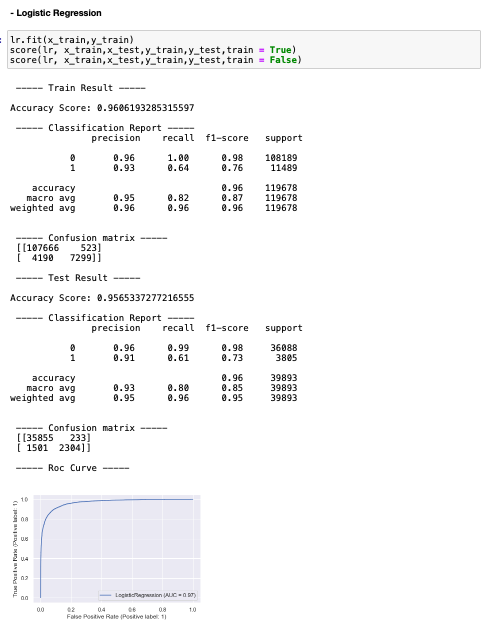 - Logistic Regression
lr.fit(x_train,y_train)
score(lr, x_train,x_test,y_train,y_test,train = True)
score(lr, x_train,x_test,y_train,y_test,train = False)
----- Train Result -----
Accuracy Score: 0.9606193285315597
----- Classification Report -----
precision recall f1-score support
0 0.96 1.00 0.98 108189
1 0.93 0.64 0.76 11489
accuracy 0.96 119678
macro avg 0.95 0.82 0.87 119678
weighted avg 0.96 0.96 0.96 119678
----- Confusion matrix -----
[[107666 523]
[ 4190 7299]]
----- Test Result -----
Accuracy Score: 0.9565337277216555
----- Classification Report -----
precision recall f1-score support
0 0.96 0.99 0.98 36088
1 0.91 0.61 0.73 3805
accuracy 0.96 39893
macro avg 0.93 0.80 0.85 39893
weighted avg 0.95 0.96 0.95 39893
----- Confusion matrix -----
[[35855 233]
[ 1501 2304]]
----- Roc Curve -----
True Positive Rate (Positive label: 1)
1.0
0.8
0.6
0.4
0.2
0.0
LogisticRegression (AUC = 0.97)
0.0 0.2 0.4 0.6 0.8 1.0
False Positive Rate (Positive label: 1)